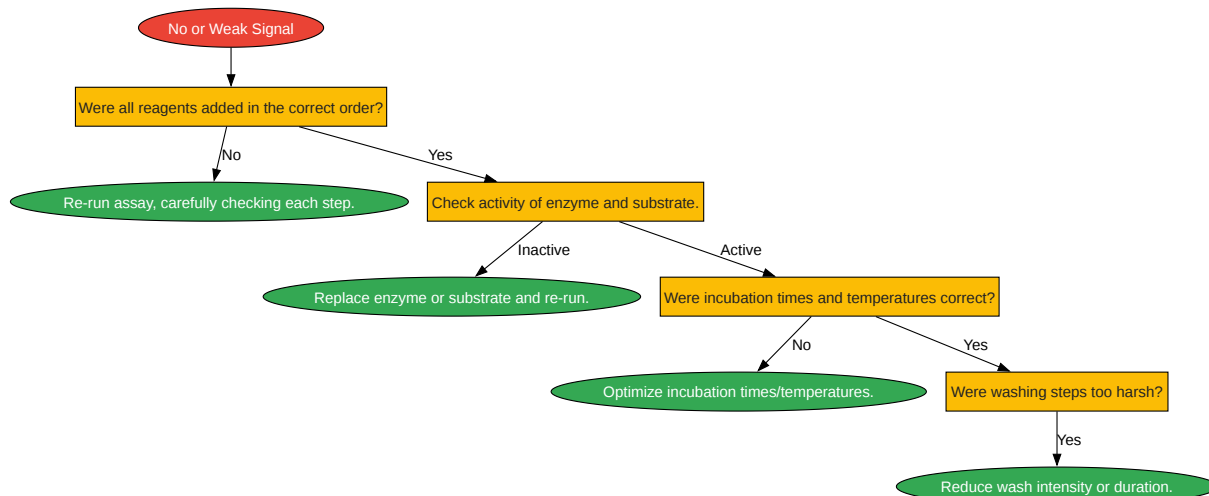 No or Weak Signal
Were all reagents added in the correct order?
No
Yes
Re-run assay, carefully checking each step.
Check activity of enzyme and substrate.
Inactive
Active
Replace enzyme or substrate and re-run.
Were incubation times and temperatures correct?
No
Yes
Optimize incubation times/temperatures.
Were washing steps too harsh?
Yes
Reduce wash intensity or duration.